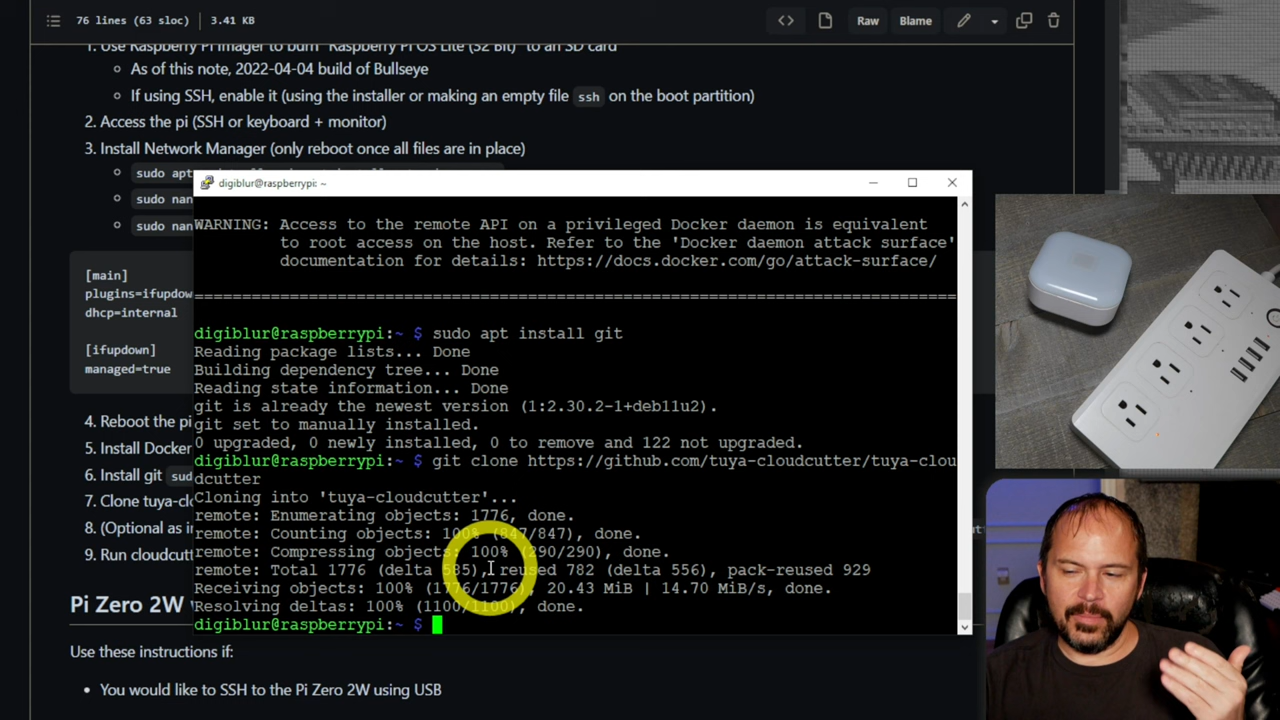 76 lines (63 sloc) | 3.41 KB
Raw
Blame
1. Use Raspberry Pi Imager to burn "Raspberry Pi OS Lite (32 Bit)" to an SD card
As of this note, 2022-04-04 build of Bullseye
If using SSH, enable it (using the installer or making an empty file ssh on the boot partition)
2. Access the pi (SSH or keyboard + monitor)
3. Install Network Manager (only reboot once all files are in place)
sudo apt
sudo nan
sudo nan
[main]
plugins=ifupdow
dhcp=internal
[ifupdown]
managed=true
4. Reboot the pi
5. Install Docker
6. Install git sud
7. Clone tuya-clo
8. (Optional as in
9. Run cloudcutt
Pi Zero 2W
Use these instructions if:
You would like to SSH to the Pi Zero 2W using USB
digiblur@raspberrypi: ~
WARNING: Access to the remote API on a privileged Docker daemon is equivalent
to root access on the host. Refer to the 'Docker daemon attack surface'
documentation for details: https://docs.docker.com/go/attack-surface/
================================================================================
digiblur@raspberrypi:~ $ sudo apt install git
Reading package lists... Done
Building dependency tree... Done
Reading state information... Done
git is already the newest version (1:2.30.2-1+deb11u2).
git set to manually installed.
0 upgraded, 0 newly installed, 0 to remove and 122 not upgraded.
digiblur@raspberrypi:~ $ git clone https://github.com/tuya-cloudcutter/tuya-clou
dcutter
Cloning into 'tuya-cloudcutter'...
remote: Enumerating objects: 1776, done.
remote: Counting objects: 100% (847/847), done.
remote: Compressing objects: 100% (290/290), done.
remote: Total 1776 (delta 585), reused 782 (delta 556), pack-reused 929
Receiving objects: 100% (1776/1776), 20.43 MiB | 14.70 MiB/s, done.
Resolving deltas: 100% (1100/1100), done.
digiblur@raspberrypi:~ $